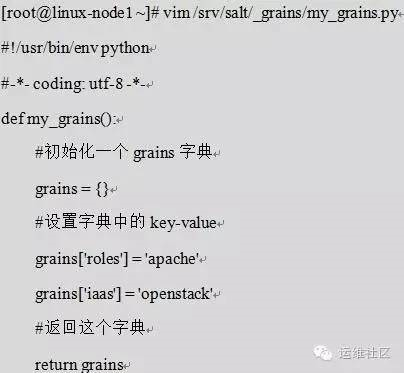 [root@linux-node1 ~]# vim /srv/salt/_grains/my_grains.py
#!/usr/bin/env python
#-*- coding: utf-8 -*-
def my_grains():
#初始化一个 grains 字典
grains = {}
#设置字典中的 key-value
grains['roles'] = 'apache'
grains['iaas'] = 'openstack'
#返回这个字典
return grains
运维社区